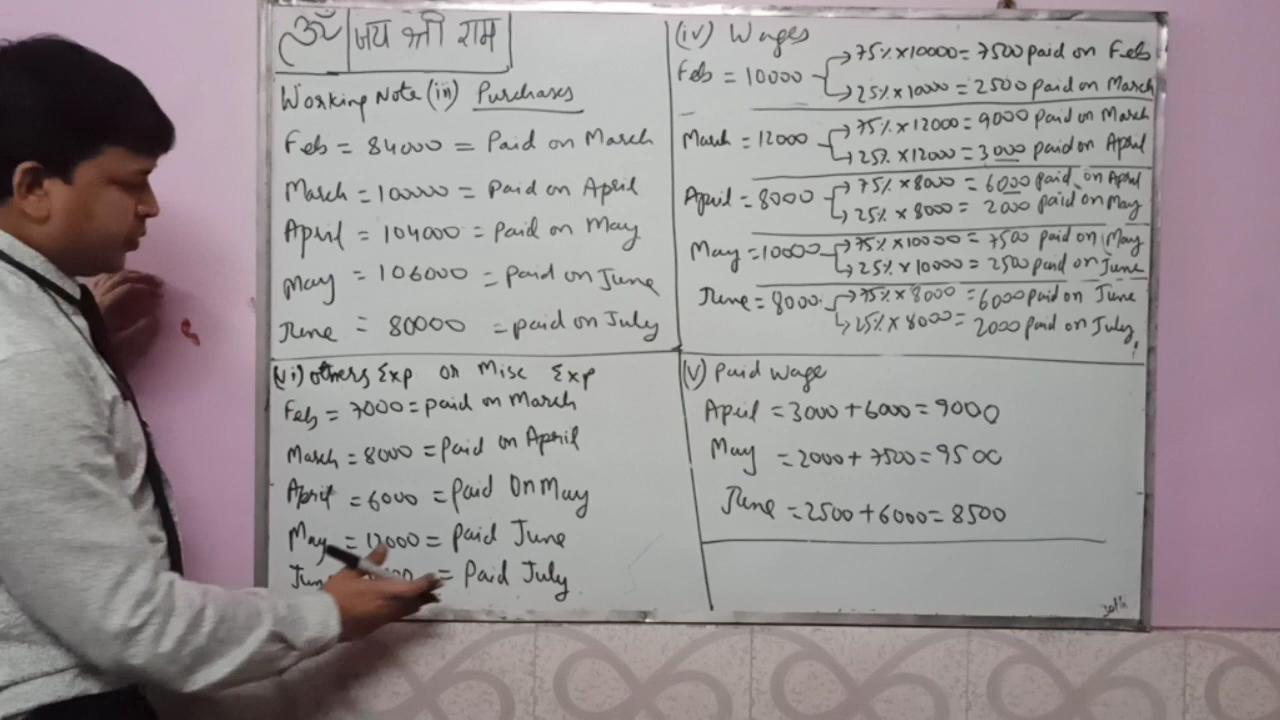 ॐ जय श्री राम
Working Note (iii) Purchases
Feb = 84000 = Paid on March
March = 100000 = Paid on April
April = 104000 = Paid on May
May = 106000 = Paid on June
June = 80000 = paid on July
(iv) Wages
Feb = 10000 → 75% × 10000 = 7500 paid on Feb
→ 25% × 1000 = 2500 paid on March
March = 12000 → 75% × 12000 = 9000 paid on March
→ 25% × 12000 = 3000 paid on April
April = 8000 → 75% × 8000 = 6000 paid on April
→ 25% × 8000 = 2000 paid on May
May = 10000 → 75% × 10000 = 7500 paid on May
→ 25% × 10000 = 2500 paid on June
June = 8000 → 75% × 8000 = 6000 paid on June
→ 25% × 8000 = 2000 paid on July
(vi) others Exp or Misc Exp
Feb = 7000 = paid on March
March = 8000 = Paid on April
April = 6000 = Paid On May
May = 12000 = Paid June
= Paid July
(v) Paid wage
April = 3000 + 6000 = 9000
May = 2000 + 7500 = 9500
June = 2500 + 6000 = 8500